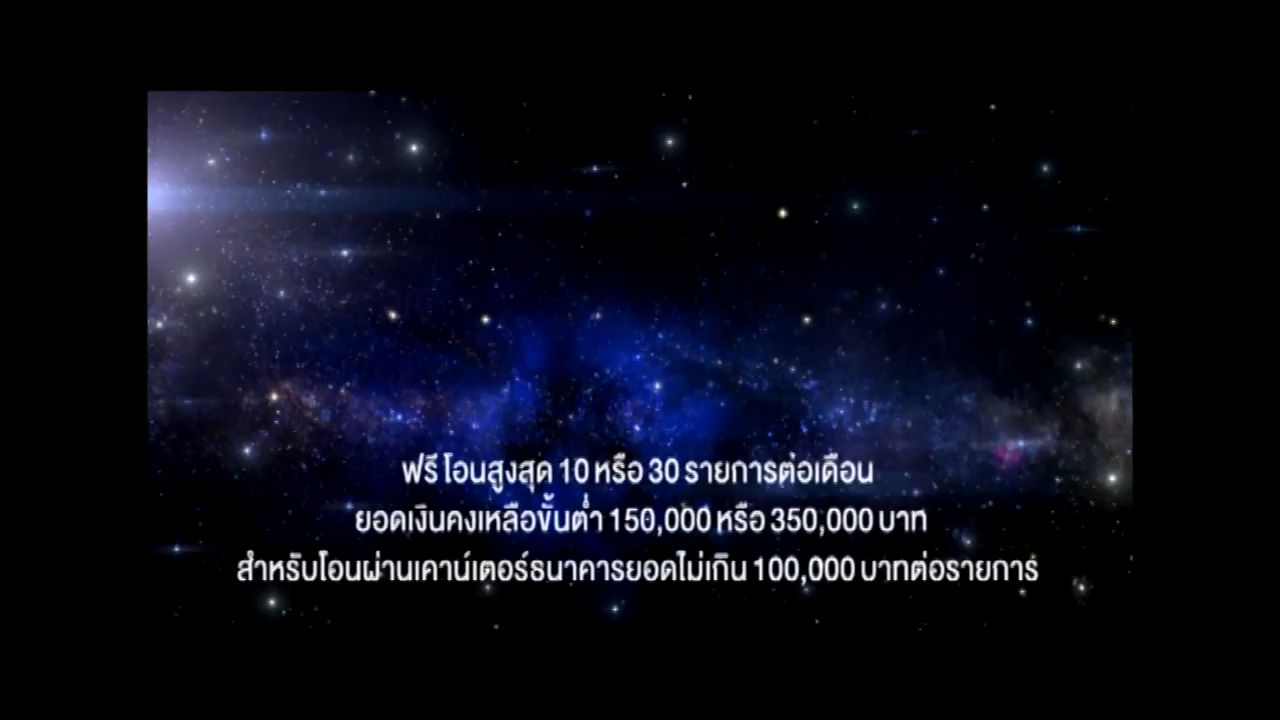 ฟรี โอนสูงสุด 10 หรือ 30 รายการต่อเดือน
ยอดเงินคงเหลือขั้นต่ำ 150,000 หรือ 350,000 บาท
สำหรับโอนผ่านเคาน์เตอร์ธนาคารยอดไม่เกิน 100,000 บาทต่อรายการ